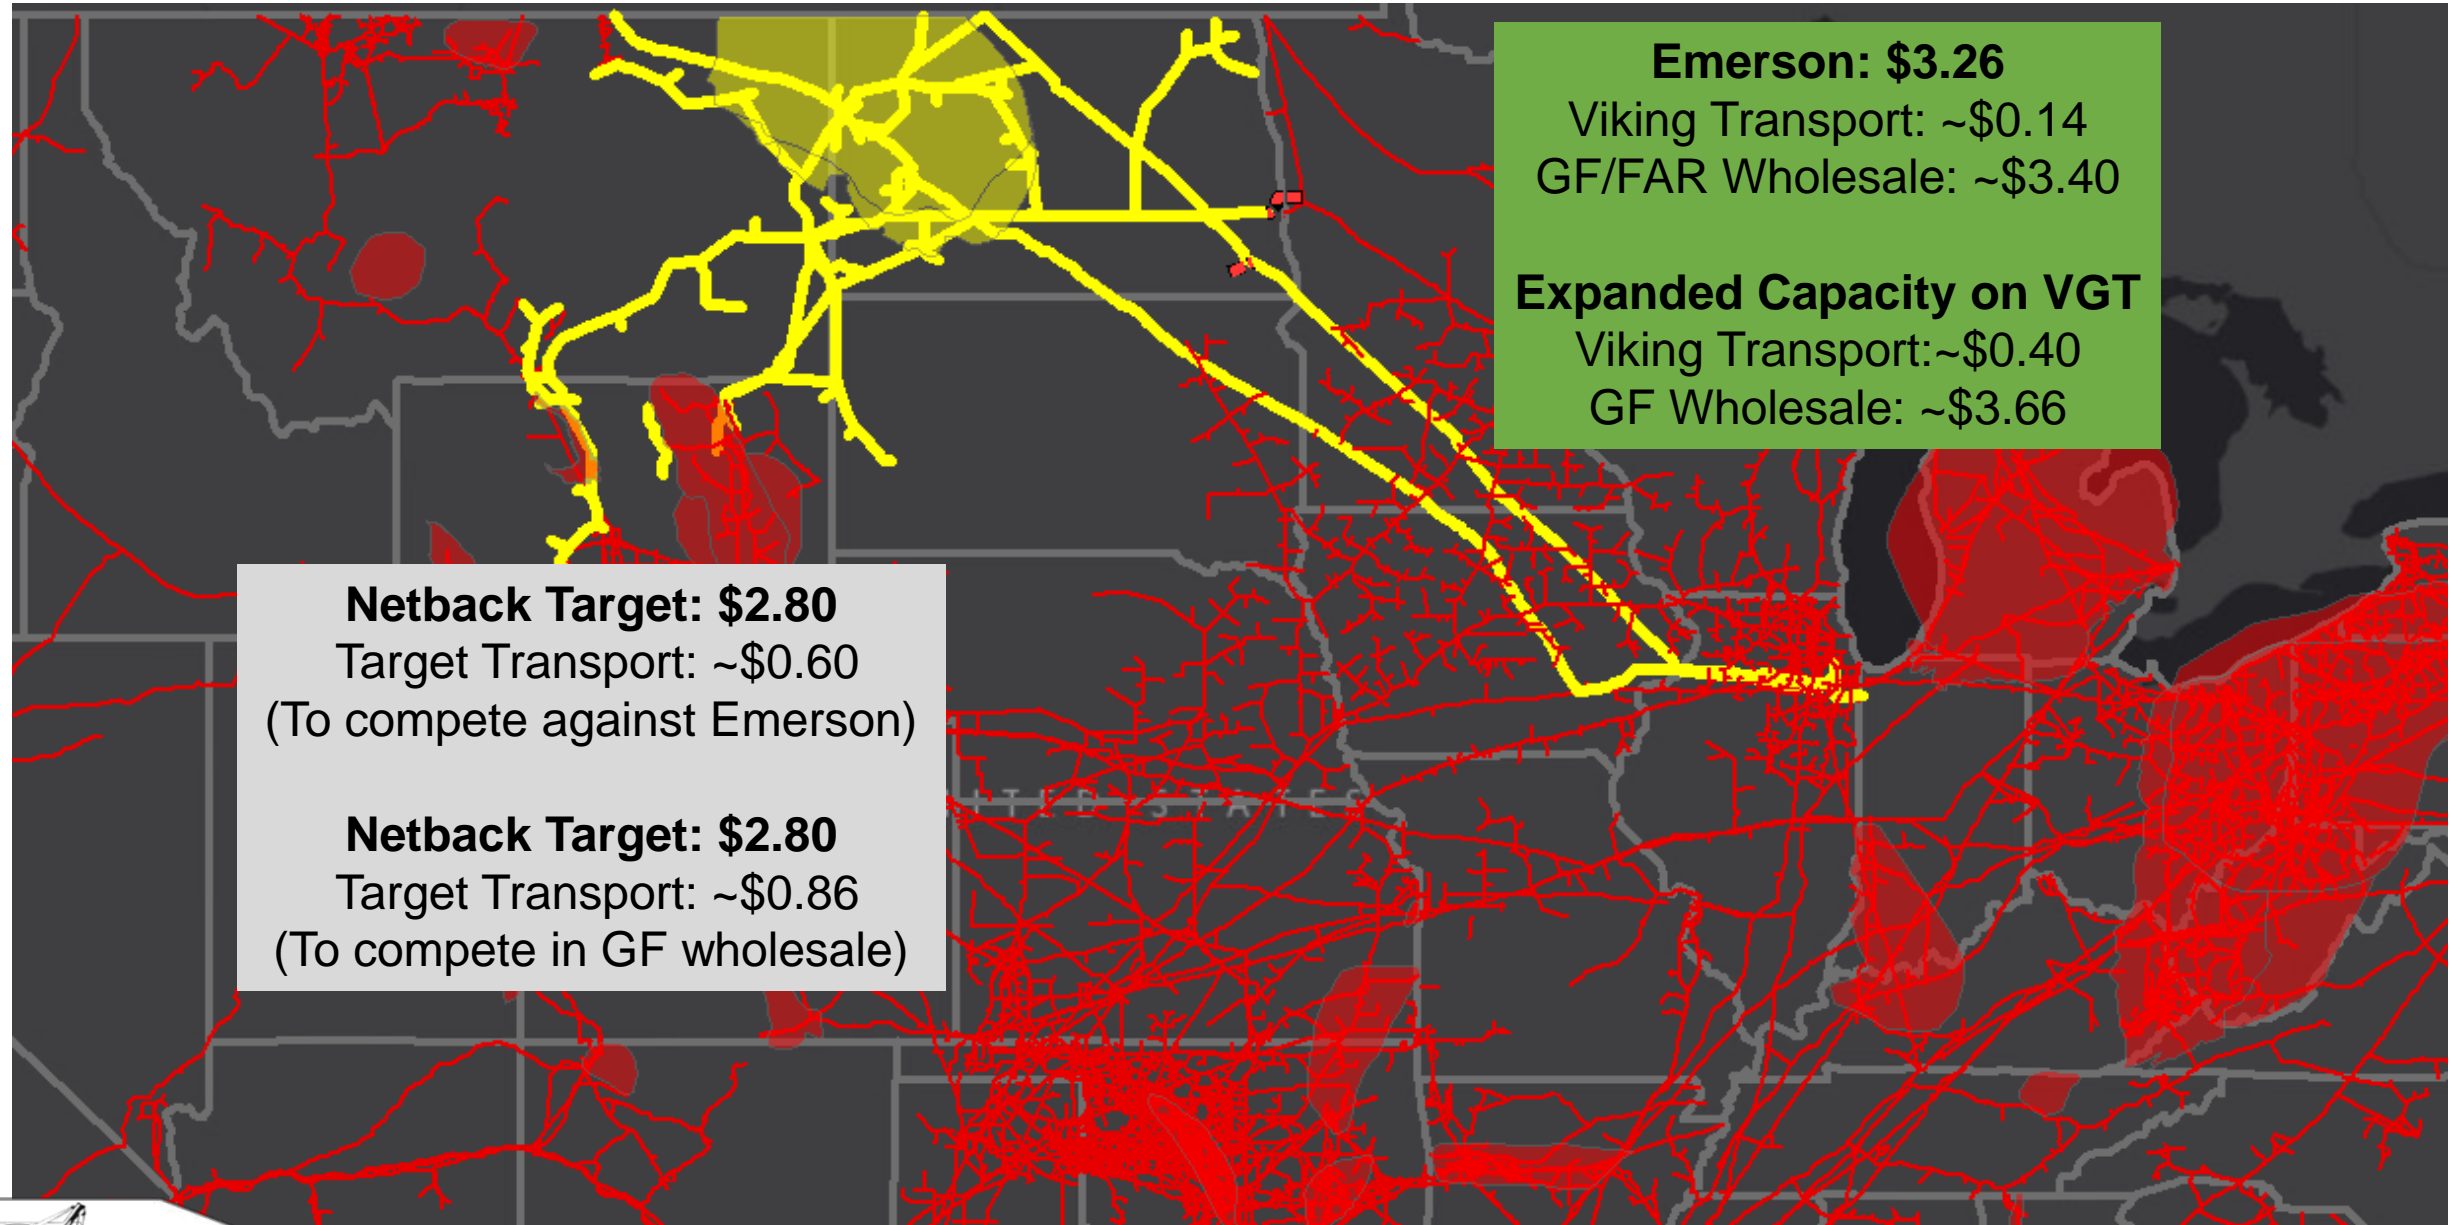 Emerson: $3.26
Viking Transport: ~$0.14
GF/FAR Wholesale: ~$3.40
Expanded Capacity on VGT
Viking Transport:~$0.40
GF Wholesale: ~$3.66
Netback Target: $2.80
Target Transport: ~$0.60
(To compete against Emerson)
Netback Target: $2.80
Target Transport: ~$0.86
(To compete in GF wholesale)
STATES